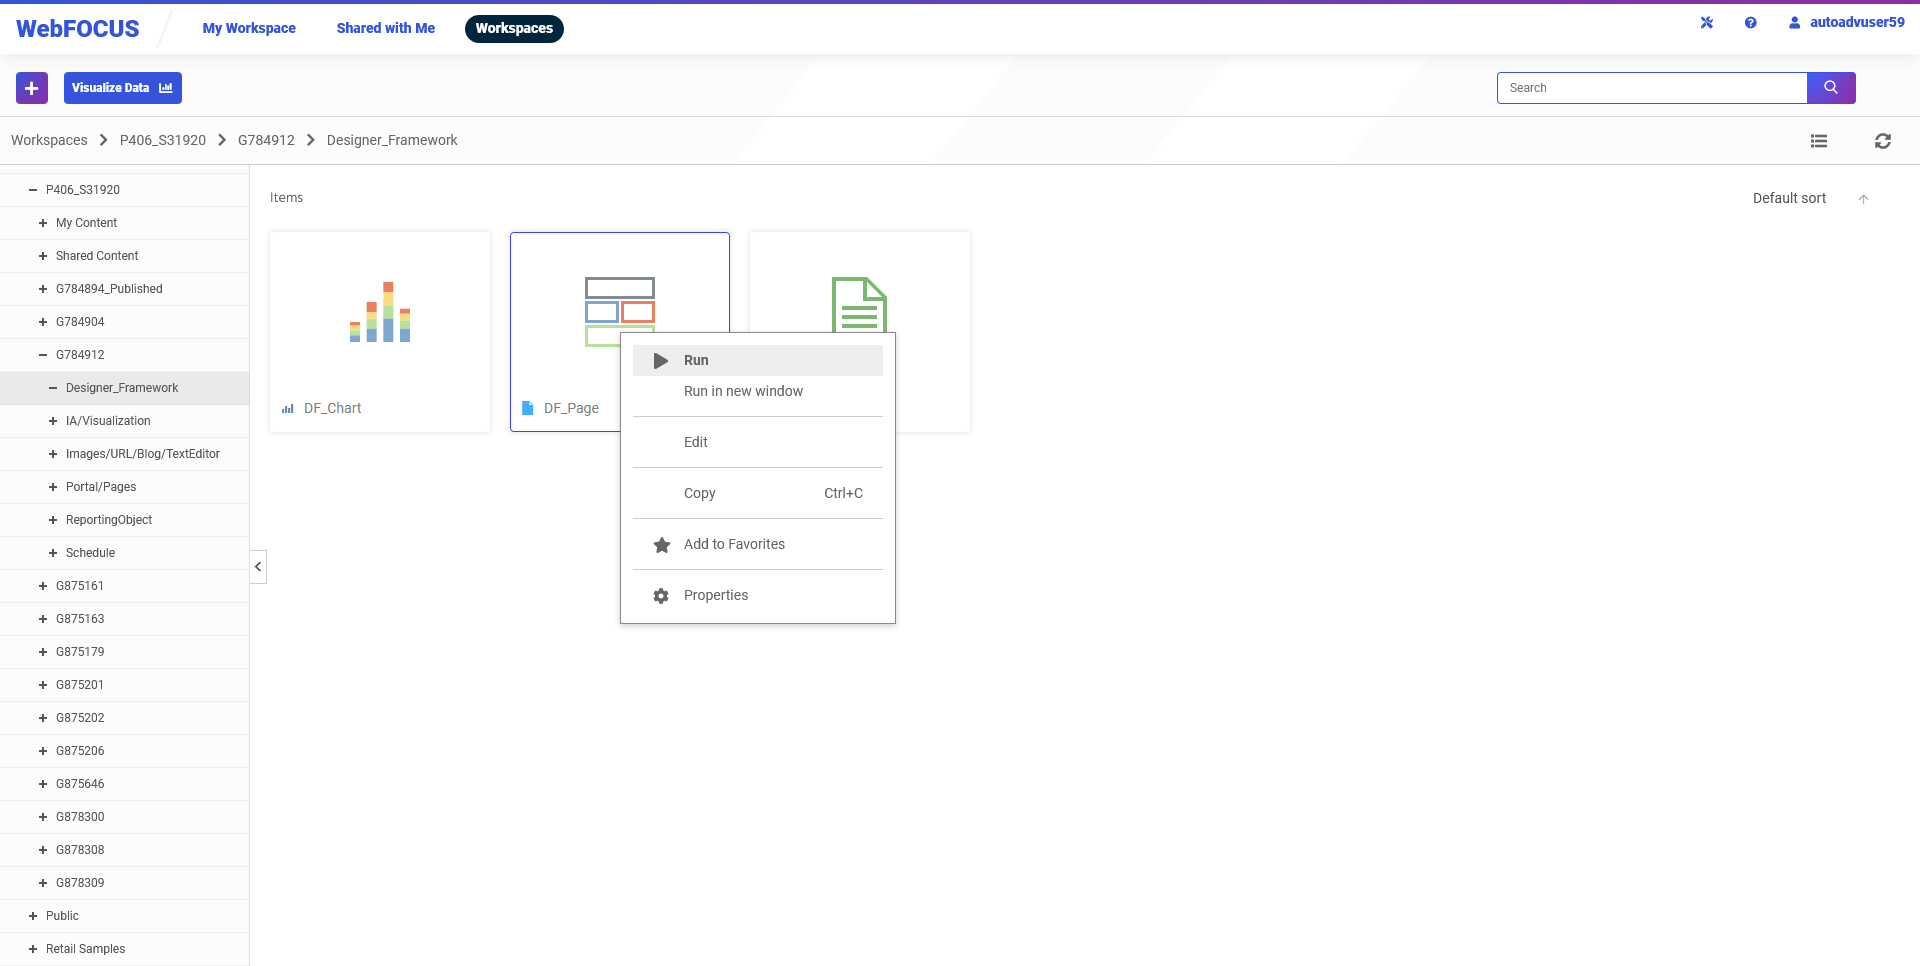 WebFOCUS
My Workspace
Shared with Me
Workspaces
autoadvuser59
Visualize Data
Search
Workspaces
P406_S31920
G784912
Designer_Framework
P406_S31920
My Content
Shared Content
G784894_Published
G784904
G784912
Designer_Framework
IA/Visualization
Images/URL/Blog/TextEditor
Portal/Pages
ReportingObject
Schedule
G875161
G875163
G875179
G875201
G875202
G875206
G875646
G878300
G878308
G878309
Public
Retail Samples
Items
Default sort
DF_Chart
DF_Page
Run
Run in new window
Edit
Copy Ctrl+C
Add to Favorites
Properties